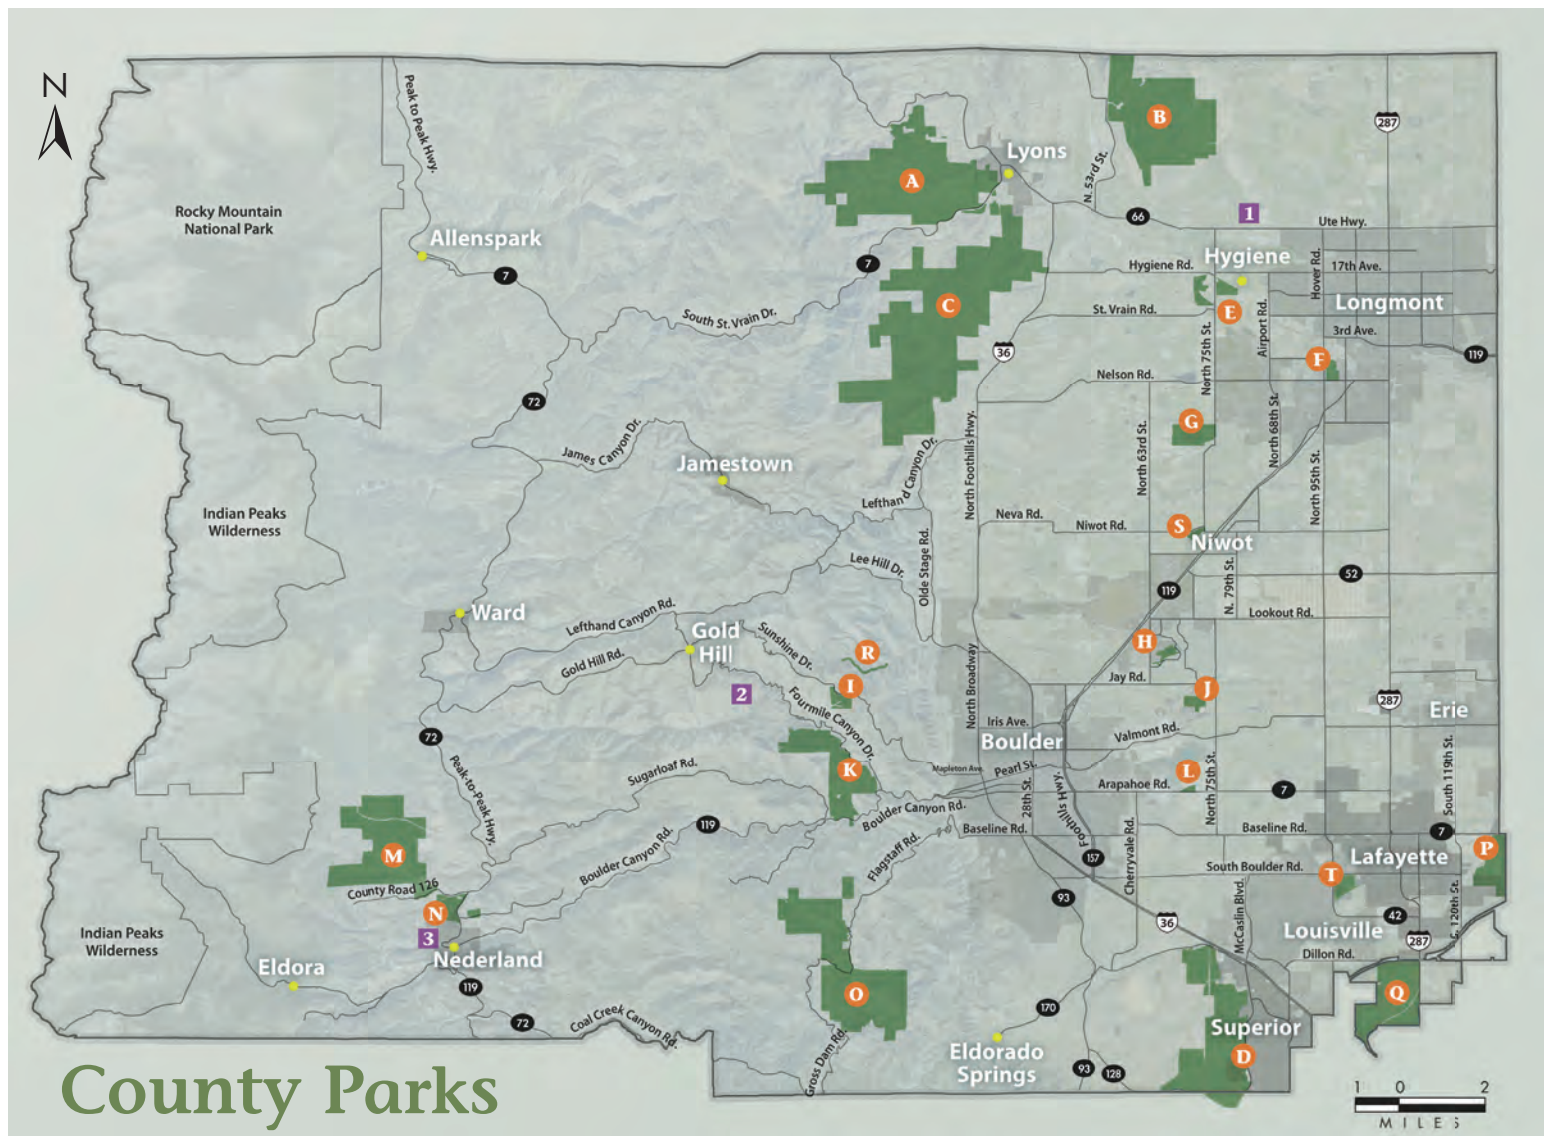 N
Peak to Peak Hwy.
Rocky Mountain
National Park
Allenspark
7
A
B
Lyons
N. 53rd St.
287
66
1
Ute Hwy.
Hygiene
Hygiene Rd.
17th Ave.
Hover Rd.
Longmont
7
C
South St. Vrain Dr.
St. Vrain Rd.
E
Airport Rd.
3rd Ave.
36
North 75th St.
F
119
Nelson Rd.
72
James Canyon Dr.
Jamestown
Lefthand Canyon Dr.
North Foothills Hwy.
North 63rd St.
G
North 68th St.
North 95th St.
Indian Peaks
Wilderness
Neva Rd.
Niwot Rd.
S
Niwot
Lee Hill Dr.
Olde Stage Rd.
119
N. 79th St.
52
Lookout Rd.
Ward
Lefthand Canyon Rd.
Gold
Hill
Sunshine Dr.
R
H
Gold Hill Rd.
I
2
Fourmile Canyon Dr.
North Broadway
Jay Rd.
J
287
Erie
Iris Ave.
Boulder
Valmont Rd.
72
Peak-to-Peak Hwy.
Sugarloaf Rd.
K
Mapleton Ave.
Pearl St.
L
Arapahoe Rd.
North 75th St.
7
South 119th St.
Boulder Canyon Rd.
28th St.
Foothills Hwy.
Baseline Rd.
Baseline Rd.
7
119
Boulder Canyon Rd.
Flagstaff Rd.
157
Cherryvale Rd.
M
South Boulder Rd.
T
Lafayette
P
County Road 126
N
3
93
36
McCaslin Blvd.
42
Louisville
287
Indian Peaks
Wilderness
Nederland
Dillon Rd.
Eldora
119
O
Q
170
72
Coal Creek Canyon Rd.
Gross Dam Rd.
Eldorado
Springs
93
128
Superior
D
County Parks
1 0 2
MILES